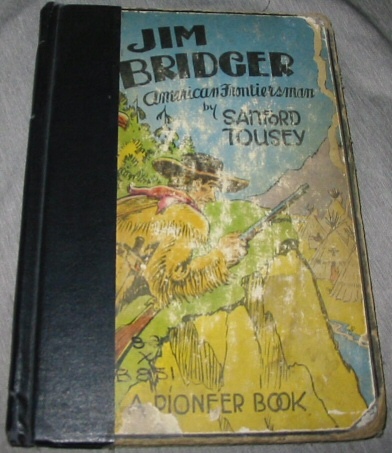 JIM
BRIDGER
American Frontiersman
by SANFORD
TOUSEY
A PIONEER BOOK